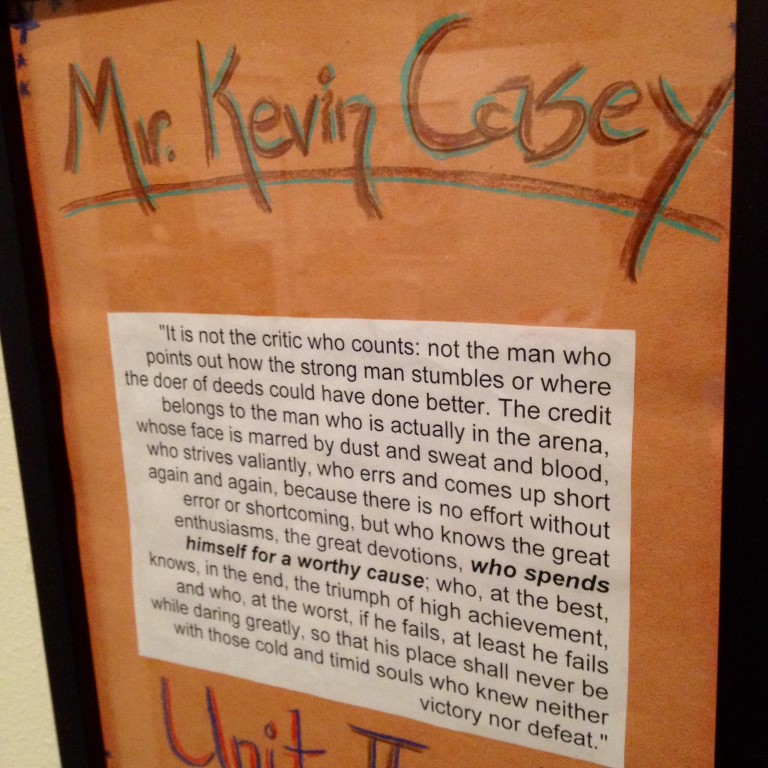 Mr. Kevin Casey
"It is not the critic who counts: not the man who
points out how the strong man stumbles or where
the doer of deeds could have done better. The credit
belongs to the man who is actually in the arena,
whose face is marred by dust and sweat and blood,
who strives valiantly, who errs and comes up short
again and again, because there is no effort without
error or shortcoming, but who knows the great
enthusiasms, the great devotions, who spends
himself for a worthy cause; who, at the best,
knows, in the end, the triumph of high achievement,
and who, at the worst, if he fails, at least he fails
while daring greatly, so that his place shall never be
with those cold and timid souls who knew neither
victory nor defeat."
Unit II